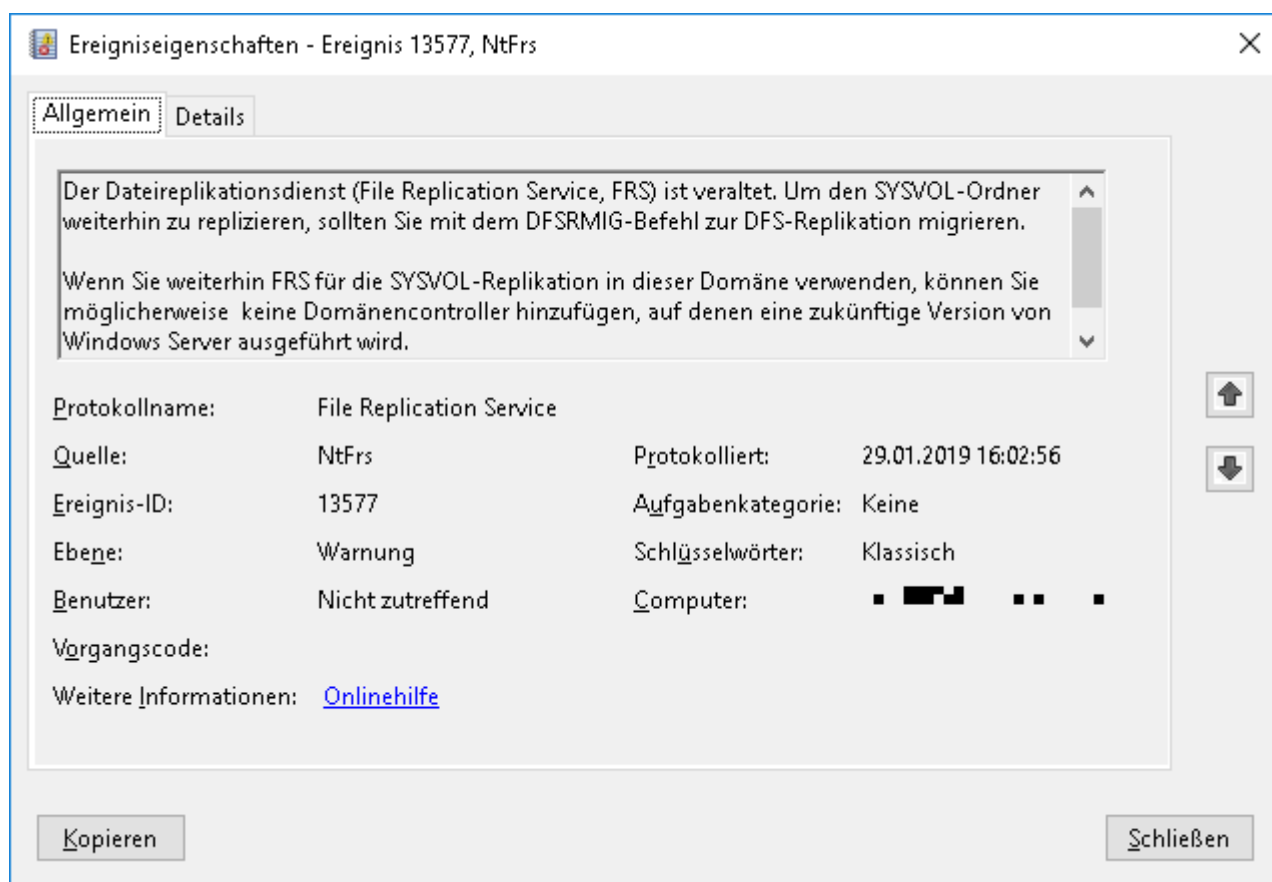 Ereigniseigenschaften - Ereignis 13577, NtFrs
Allgemein Details
Der Dateireplikationsdienst (File Replication Service, FRS) ist veraltet. Um den SYSVOL-Ordner
weiterhin zu replizieren, sollten Sie mit dem DFSRMIG-Befehl zur DFS-Replikation migrieren.
Wenn Sie weiterhin FRS für die SYSVOL-Replikation in dieser Domäne verwenden, können Sie
möglicherweise keine Domänencontroller hinzufügen, auf denen eine zukünftige Version von
Windows Server ausgeführt wird.
Protokollname: File Replication Service
Quelle: NtFrs Protokolliert: 29.01.2019 16:02:56
Ereignis-ID: 13577 Aufgabenkategorie: Keine
Ebene: Warnung Schlüsselwörter: Klassisch
Benutzer: Nicht zutreffend Computer:
Vorgangscode:
Weitere Informationen: Onlinehilfe
Kopieren Schließen